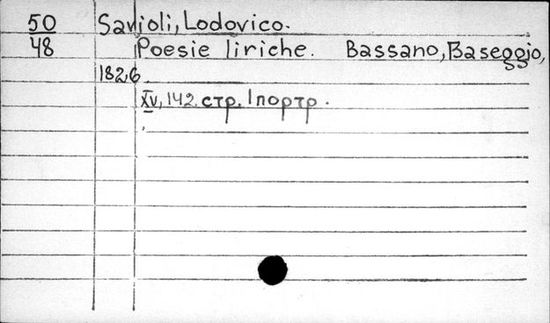 50 Savioli, Lodovico.
48 Poesie liriche. Bassano, Baseggio,
1826
XV, 142 стр. 1 портр.